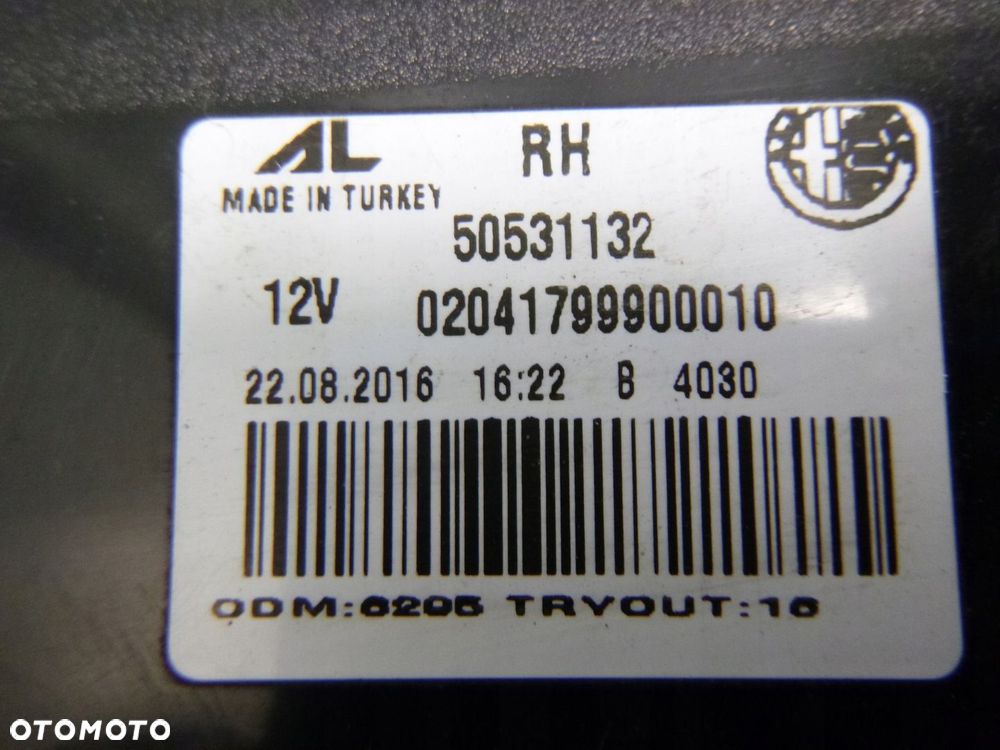 AL RH
MADE IN TURKEY
50531132
12V 02041799900010
22.08.2016 16:22 B 4030
ODM:6295 TRYOUT:16
OTOMOTO